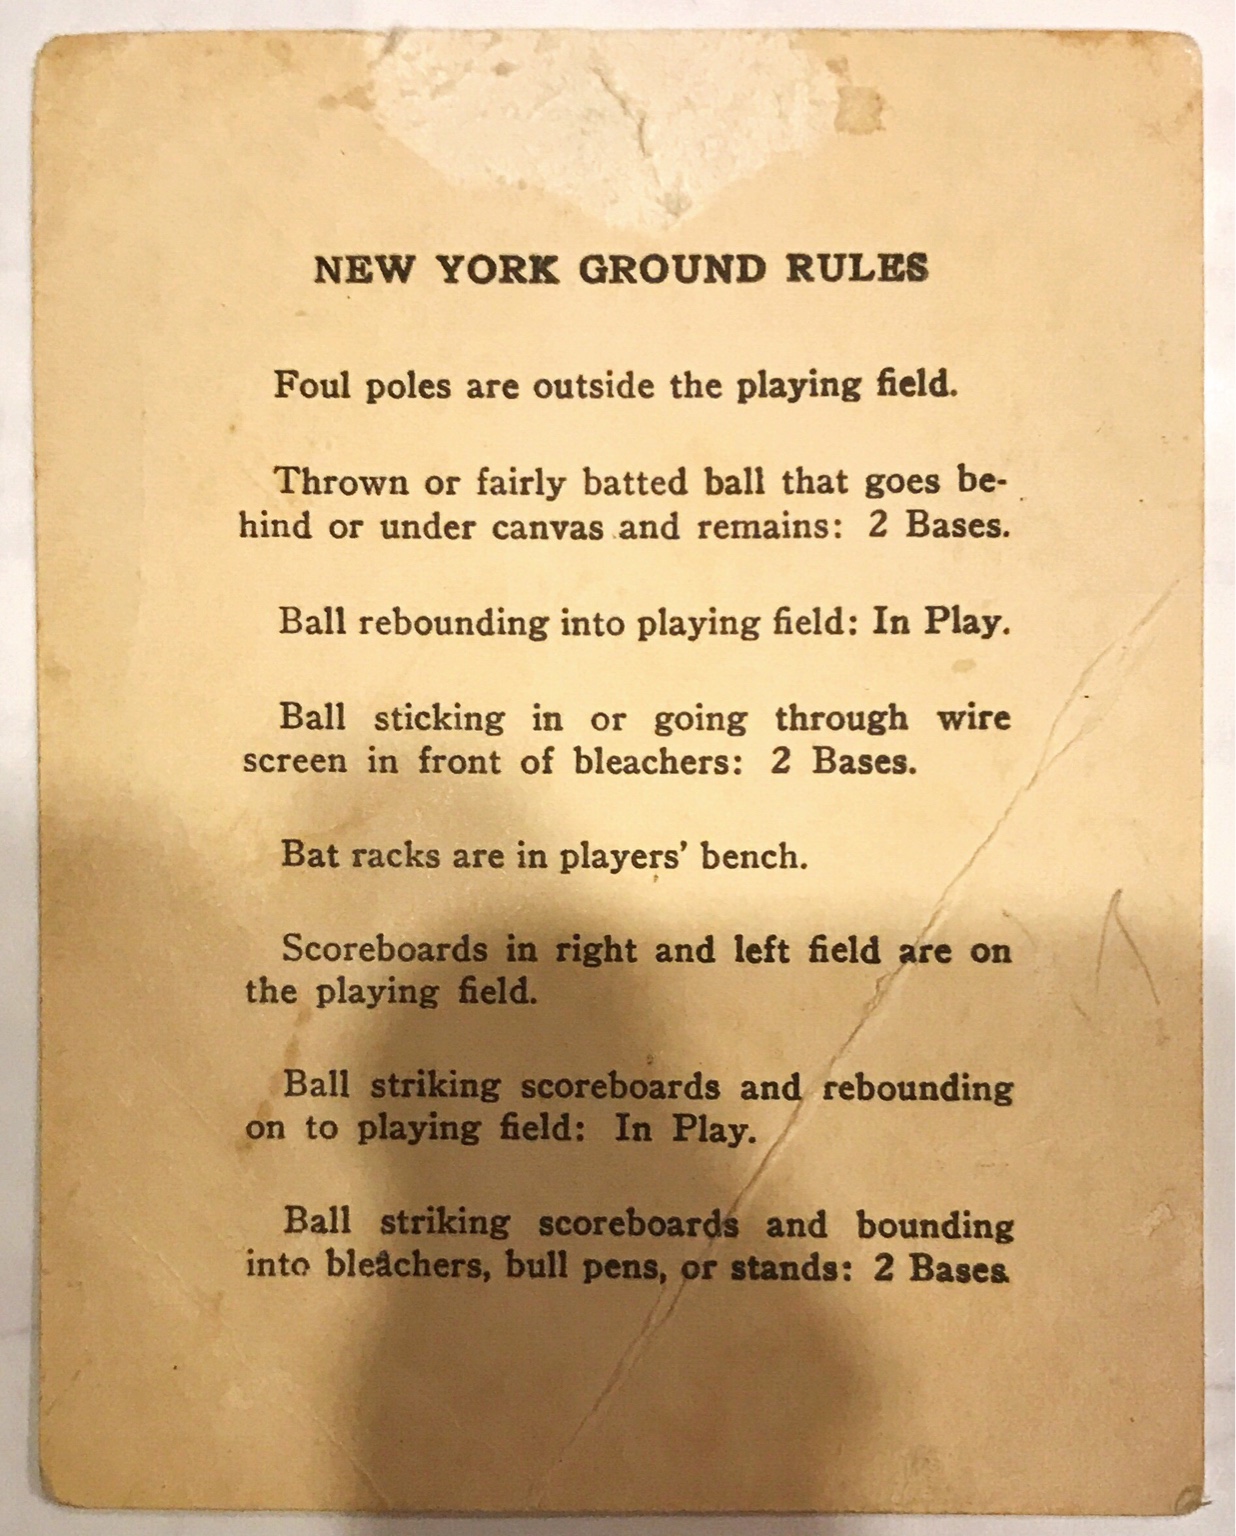 NEW YORK GROUND RULES
Foul poles are outside the playing field.
Thrown or fairly batted ball that goes be-
hind or under canvas and remains: 2 Bases.
Ball rebounding into playing field: In Play.
Ball sticking in or going through wire
screen in front of bleachers: 2 Bases.
Bat racks are in players' bench.
Scoreboards in right and left field are on
the playing field.
Ball striking scoreboards and rebounding
on to playing field: In Play.
Ball striking scoreboards and bounding
into bleachers, bull pens, or stands: 2 Bases